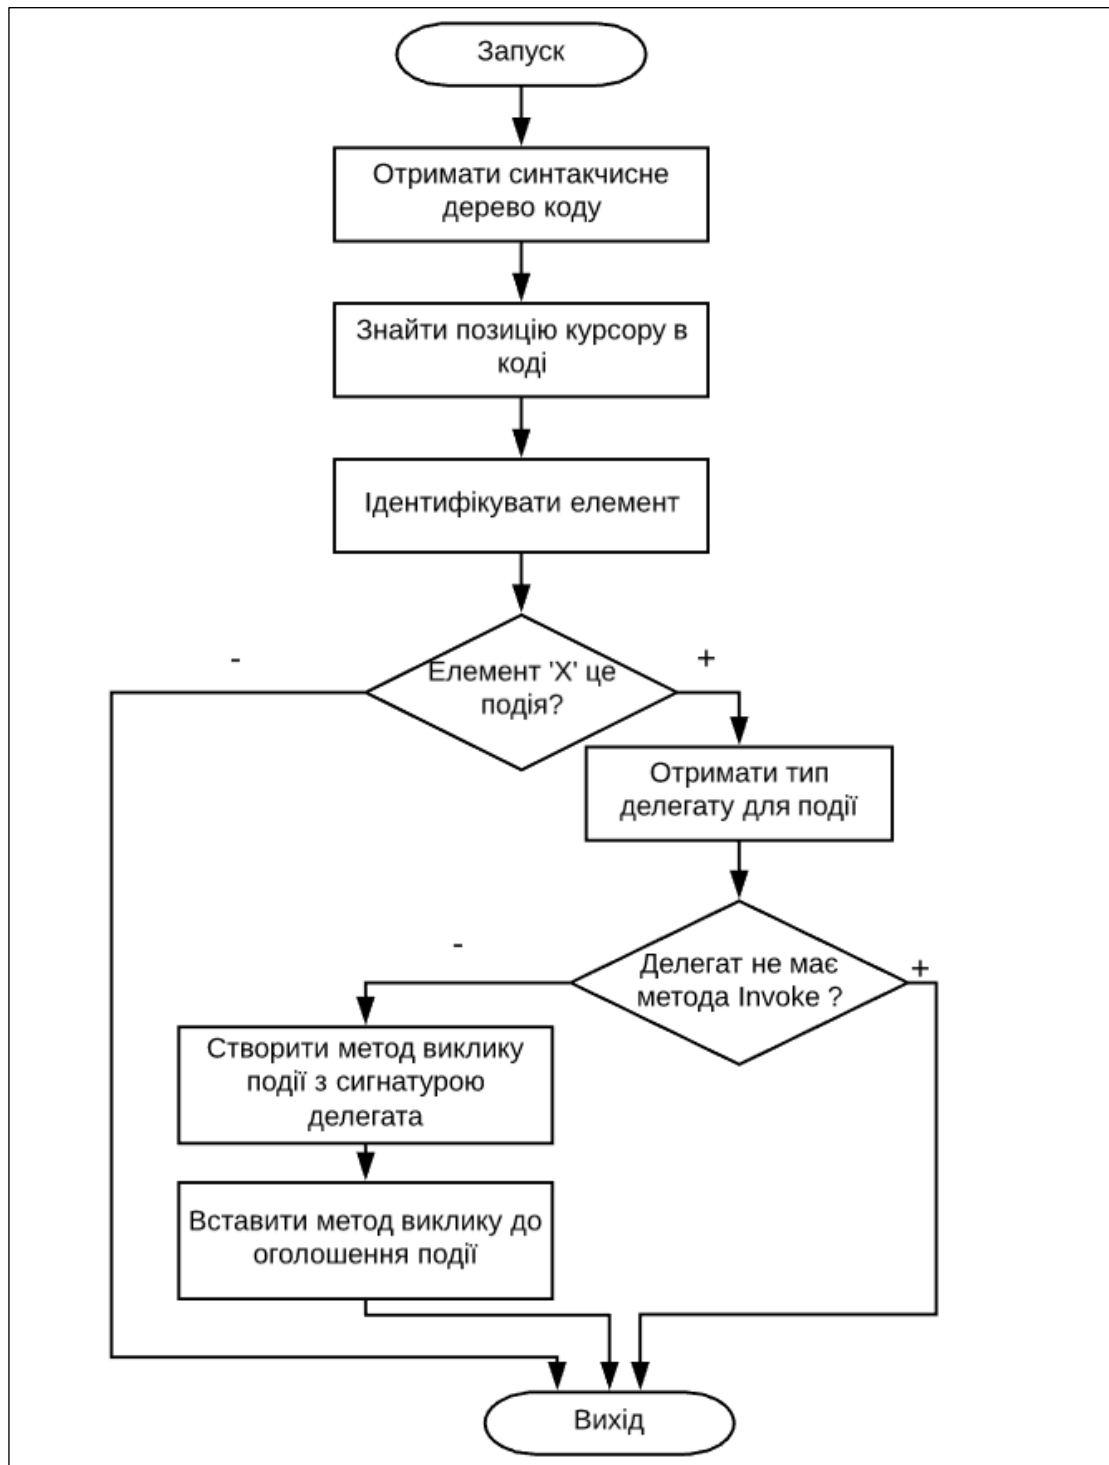 Запуск
Отримати синтакчисне
дерево коду
Знайти позицію курсору в
коді
Ідентифікувати елемент
-
+
Елемент 'X' це
подія?
Отримати тип
делегату для події
-
+
Делегат не має
метода Invoke ?
Створити метод виклику
події з сигнатурою
делегата
Вставити метод виклику до
оголошення події
Вихід